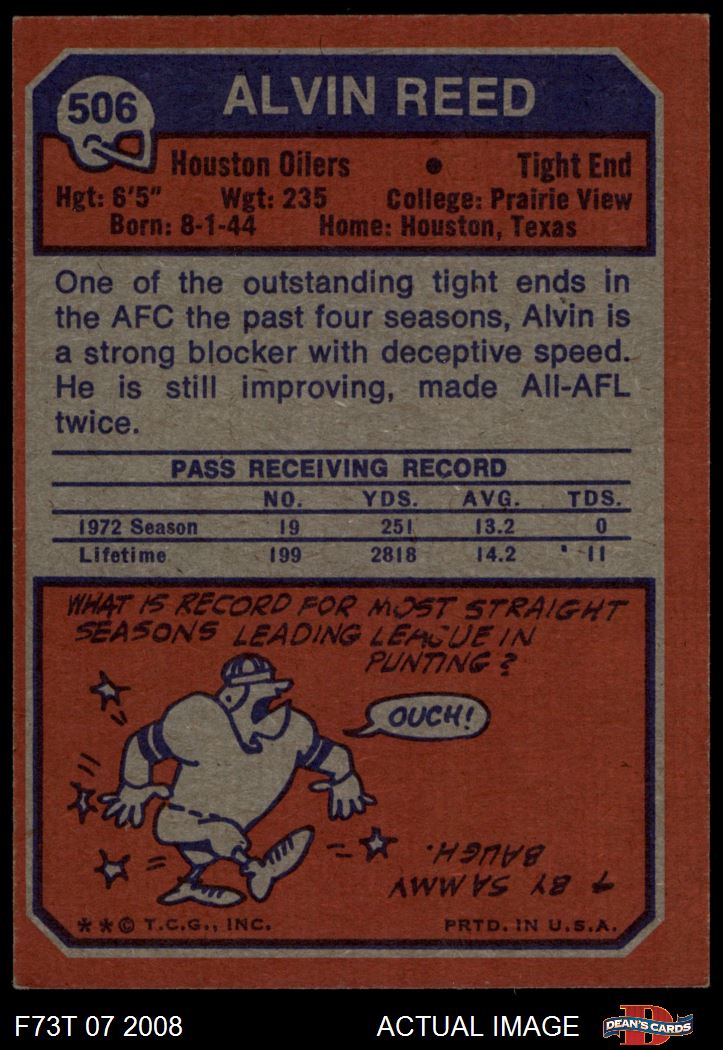 506
ALVIN REED
Houston Oilers • Tight End
Hgt: 6'5" Wgt: 235 College: Prairie View
Born: 8-1-44 Home: Houston, Texas
One of the outstanding tight ends in
the AFC the past four seasons, Alvin is
a strong blocker with deceptive speed.
He is still improving, made All-AFL
twice.
PASS RECEIVING RECORD
NO. YDS. AVG. TDS.
1972 Season 19 251 13.2 0
Lifetime 199 2818 14.2 11
WHAT IS RECORD FOR MOST STRAIGHT
SEASONS LEADING LEAGUE IN
PUNTING?
OUCH!
4 BY SAMMY
BAUGH.
* * © T.C.G., INC. PRTD. IN U.S.A.
F73T 07 2008 ACTUAL IMAGE
D
DEAN'S CARDS